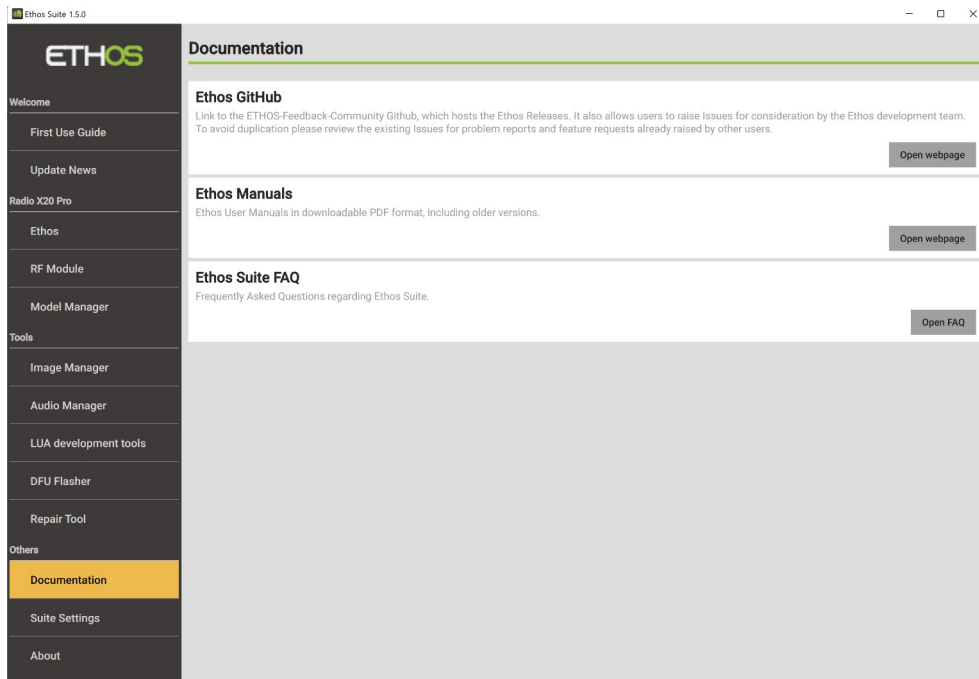 Ethos Suite 1.5.0
ETHOS
Welcome
First Use Guide
Update News
Radio X20 Pro
Ethos
RF Module
Model Manager
Tools
Image Manager
Audio Manager
LUA development tools
DFU Flasher
Repair Tool
Others
Documentation
Suite Settings
About
Documentation
Ethos GitHub
Link to the ETHOS-Feedback-Community Github, which hosts the Ethos Releases. It also allows users to raise Issues for consideration by the Ethos development team.
To avoid duplication please review the existing Issues for problem reports and feature requests already raised by other users.
Open webpage
Ethos Manuals
Ethos User Manuals in downloadable PDF format, including older versions.
Open webpage
Ethos Suite FAQ
Frequently Asked Questions regarding Ethos Suite.
Open FAQ